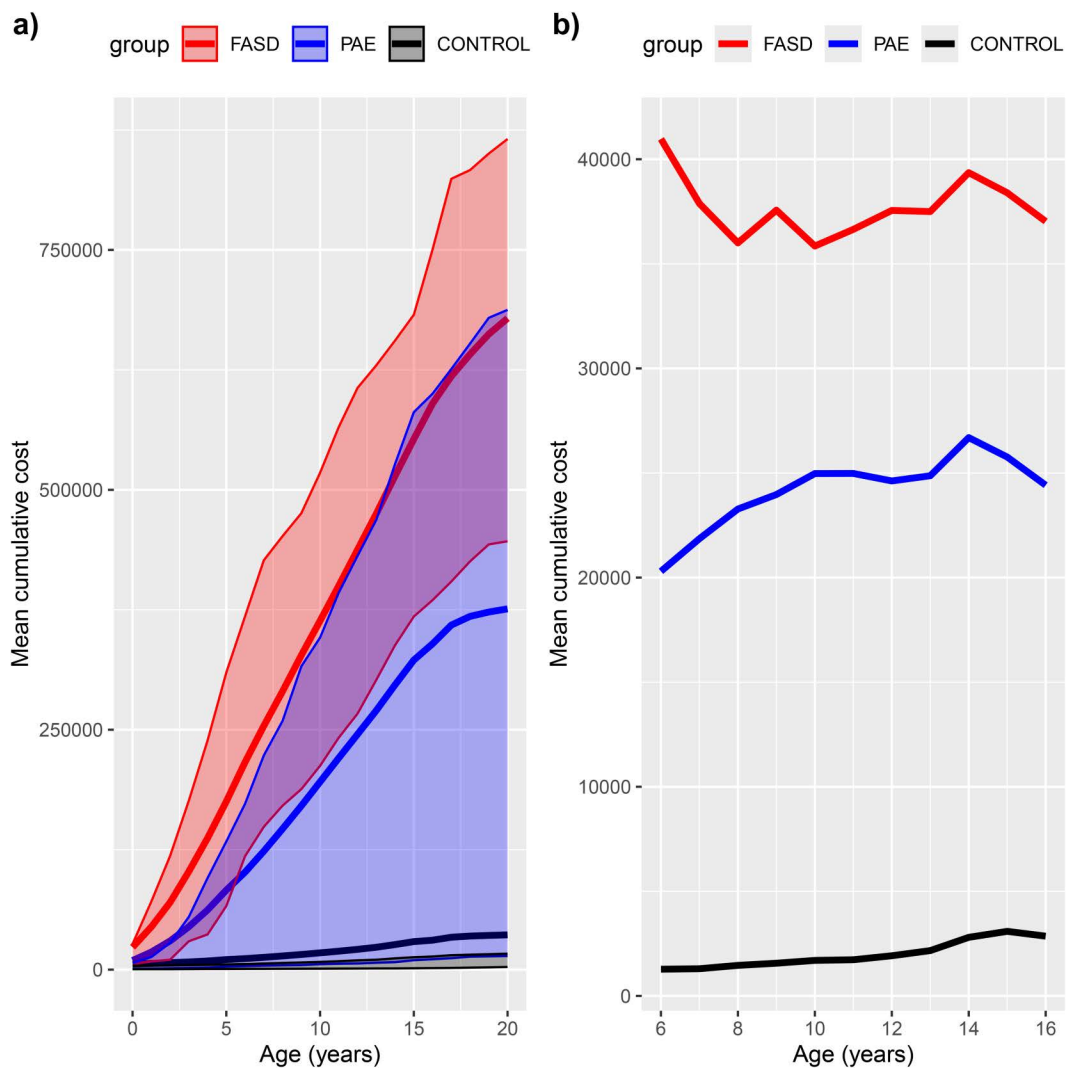 a)
group FASD PAE CONTROL
Mean cumulative cost
750000
500000
250000
0
0 5 10 15 20
Age (years)
b)
group FASD PAE CONTROL
Mean cumulative cost
40000
30000
20000
10000
0
6 8 10 12 14 16
Age (years)